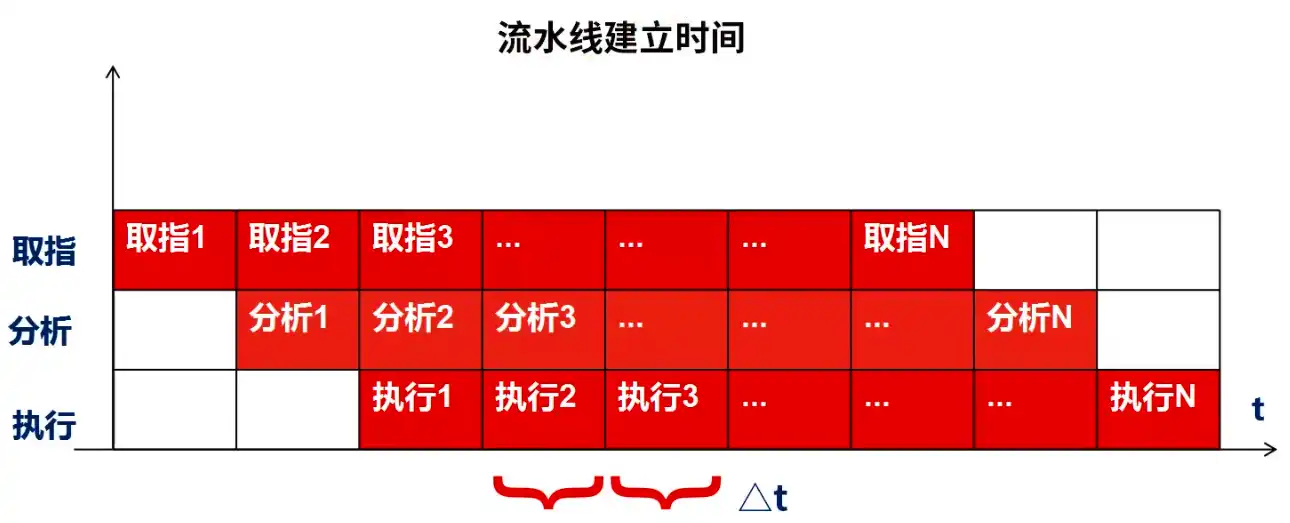 流水线建立时间
取指 取指1 取指2 取指3 ... ... ... 取指N
分析 分析1 分析2 分析3 ... ... ... 分析N
执行 执行1 执行2 执行3 ... ... ... 执行N t
△t